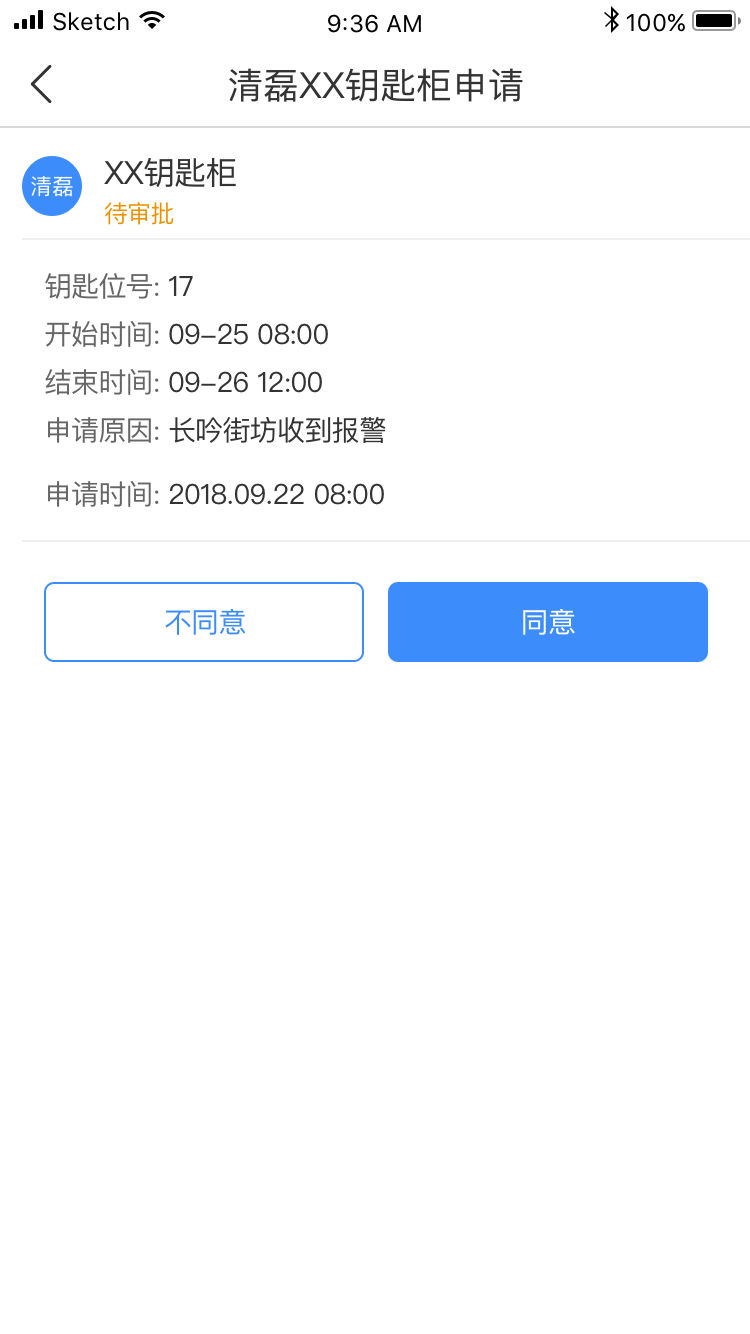 Sketch 9:36 AM 100%
清磊XX钥匙柜申请
清磊
XX钥匙柜
待审批
钥匙位号: 17
开始时间: 09–25 08:00
结束时间: 09–26 12:00
申请原因: 长吟街坊收到报警
申请时间: 2018.09.22 08:00
不同意 同意